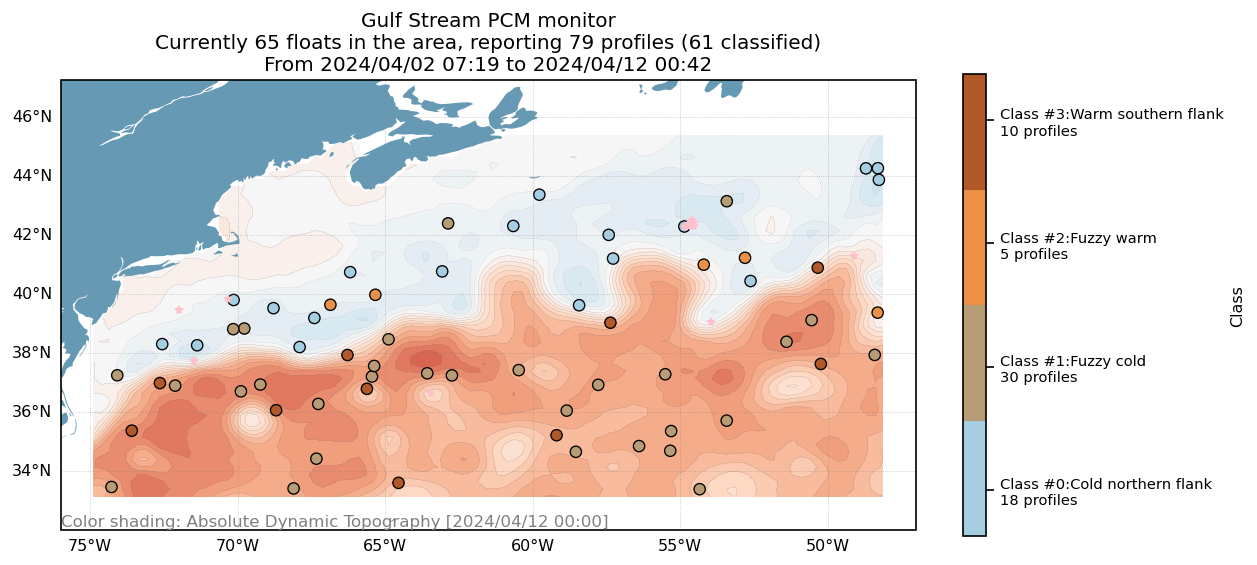 Gulf Stream PCM monitor
Currently 65 floats in the area, reporting 79 profiles (61 classified)
From 2024/04/02 07:19 to 2024/04/12 00:42
46°N
44°N
42°N
40°N
38°N
36°N
34°N
Color shading: Absolute Dynamic Topography [2024/04/12 00:00]
75°W
70°W
65°W
60°W
55°W
50°W
Class #3:Warm southern flank
10 profiles
Class #2:Fuzzy warm
5 profiles
Class #1:Fuzzy cold
30 profiles
Class #0:Cold northern flank
18 profiles
Class